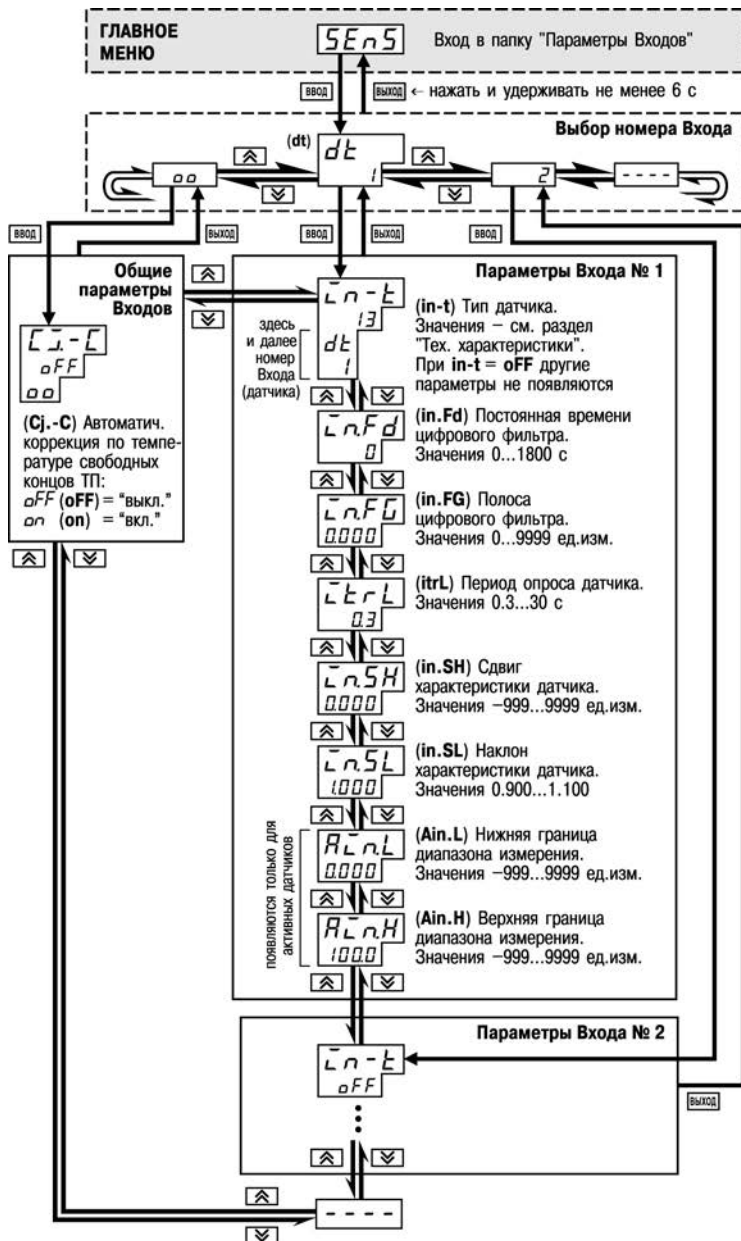 ГЛАВНОЕ
МЕНЮ
SEnS
Вход в папку "Параметры Входов"
ВВОД
ВЫХОД ← нажать и удерживать не менее 6 с
Выбор номера Входа
(dt)
dt
1
oo
2
- - - -
ВВОД
ВЫХОД
ВВОД
ВЫХОД
ВВОД
Общие
параметры
Входов
CJ.-C
oFF
oo
(Cj.-C) Автоматич.
коррекция по темпе-
ратуре свободных
концов ТП:
oFF (oFF) = "выкл."
on (on) = "вкл."
Параметры Входа № 1
in-t
13
dt
1
здесь
и далее
номер
Входа
(датчика)
(in-t) Тип датчика.
Значения – см. раздел
"Тех. характеристики".
При in-t = oFF другие
параметры не появляются
in.Fd
0
(in.Fd) Постоянная времени
цифрового фильтра.
Значения 0...1800 с
in.FG
0.000
(in.FG) Полоса
цифрового фильтра.
Значения 0...9999 ед.изм.
itrL
0.3
(itrL) Период опроса датчика.
Значения 0.3...30 с
in.SH
0.000
(in.SH) Сдвиг
характеристики датчика.
Значения –999...9999 ед.изм.
in.SL
1.000
(in.SL) Наклон
характеристики датчика.
Значения 0.900...1.100
появляются только для
активных датчиков
Ain.L
0.000
(Ain.L) Нижняя граница
диапазона измерения.
Значения –999...9999 ед.изм.
Ain.H
100.0
(Ain.H) Верхняя граница
диапазона измерения.
Значения –999...9999 ед.изм.
Параметры Входа № 2
in-t
oFF
ВЫХОД
- - - -